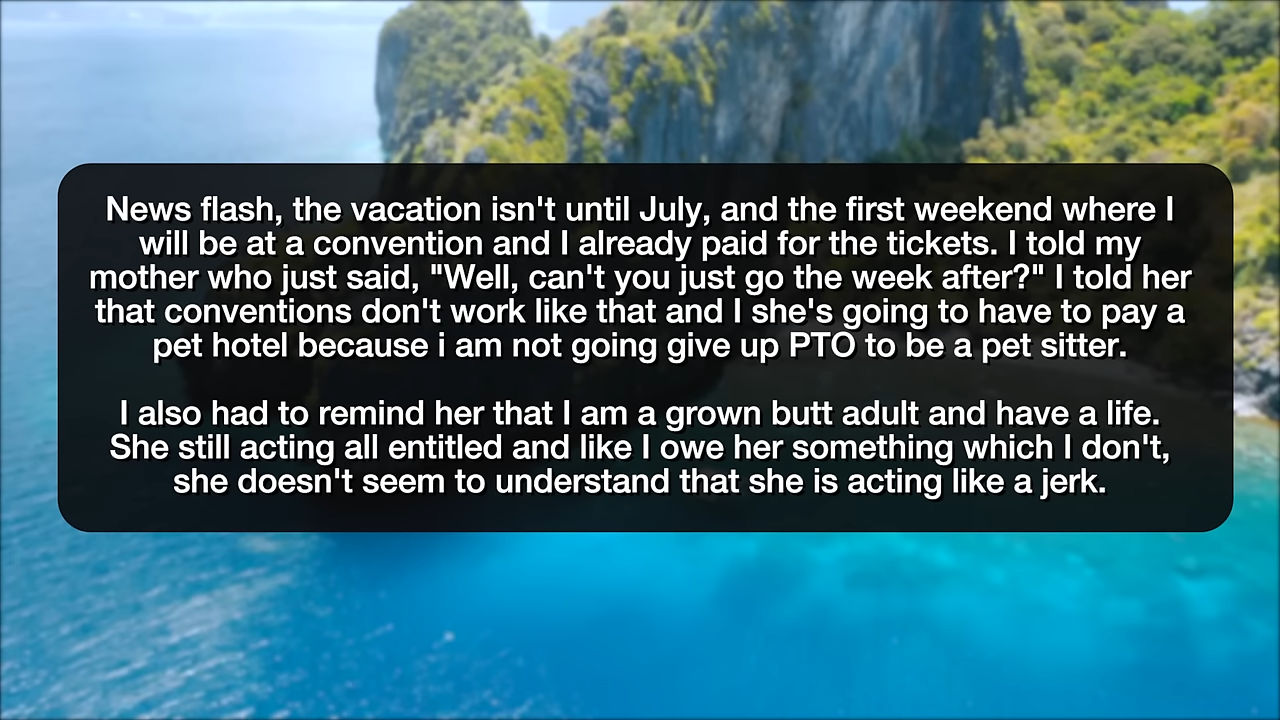 News flash, the vacation isn't until July, and the first weekend where I
will be at a convention and I already paid for the tickets. I told my
mother who just said, "Well, can't you just go the week after?" I told her
that conventions don't work like that and I she's going to have to pay a
pet hotel because i am not going give up PTO to be a pet sitter.
I also had to remind her that I am a grown butt adult and have a life.
She still acting all entitled and like I owe her something which I don't,
she doesn't seem to understand that she is acting like a jerk.